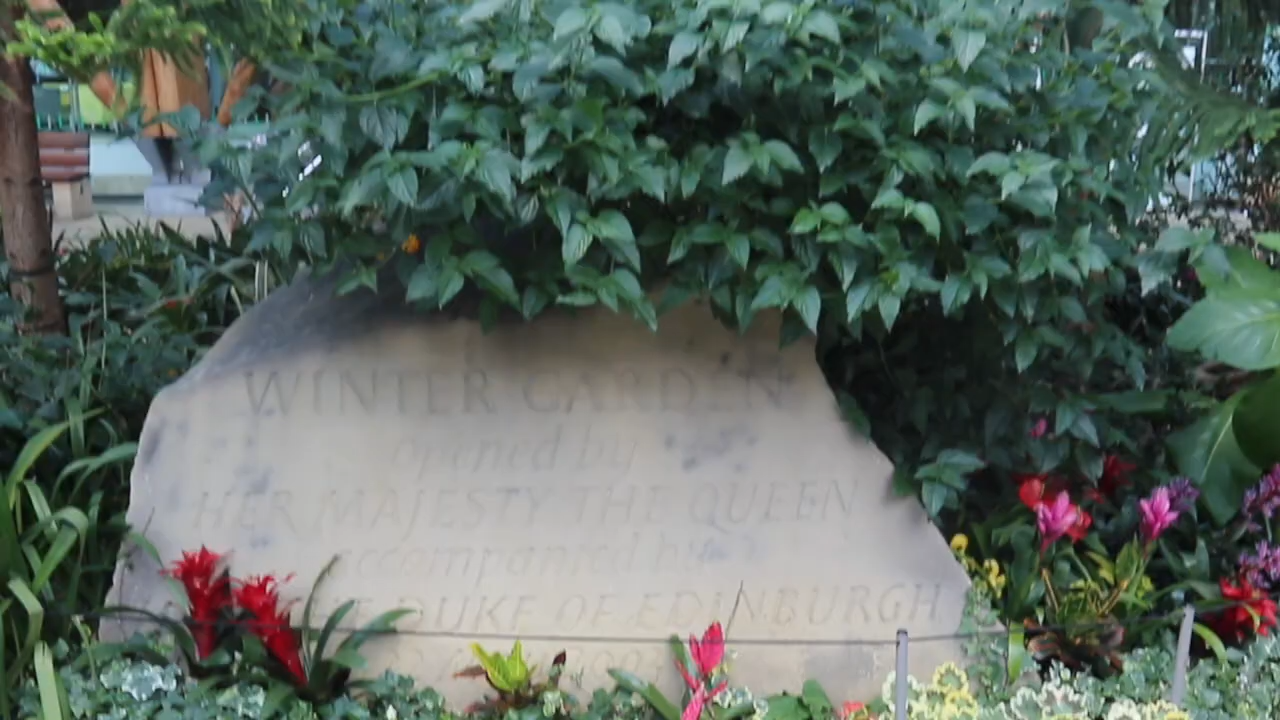 WINTER GARDEN
opened by
HER MAJESTY THE QUEEN
accompanied by
DUKE OF EDINBURGH